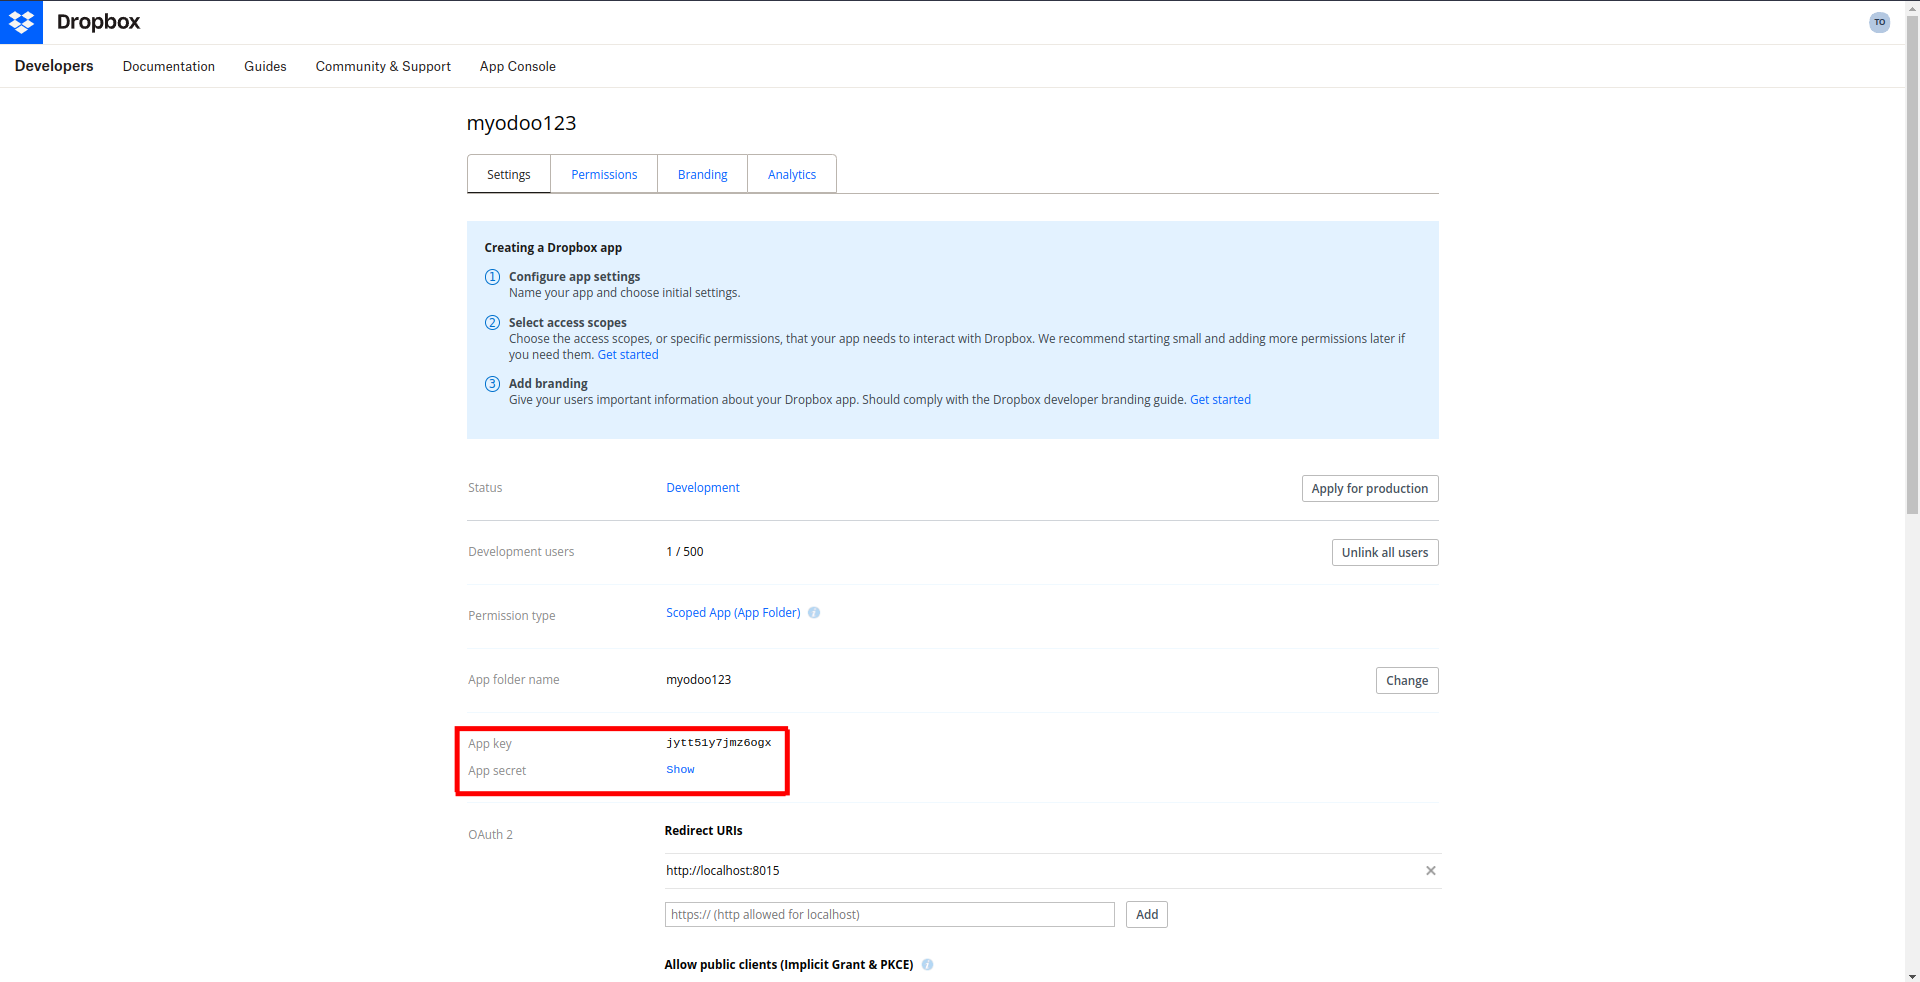 Dropbox
TO
Developers Documentation Guides Community & Support App Console
myodoo123
Settings Permissions Branding Analytics
Creating a Dropbox app
1 Configure app settings
Name your app and choose initial settings.
2 Select access scopes
Choose the access scopes, or specific permissions, that your app needs to interact with Dropbox. We recommend starting small and adding more permissions later if
you need them. Get started
3 Add branding
Give your users important information about your Dropbox app. Should comply with the Dropbox developer branding guide. Get started
Status Development Apply for production
Development users 1 / 500 Unlink all users
Permission type Scoped App (App Folder) i
App folder name myodoo123 Change
App key jytt51y7jmz6ogx
App secret Show
OAuth 2 Redirect URIs
http://localhost:8015 ×
https:// (http allowed for localhost) Add
Allow public clients (Implicit Grant & PKCE) i